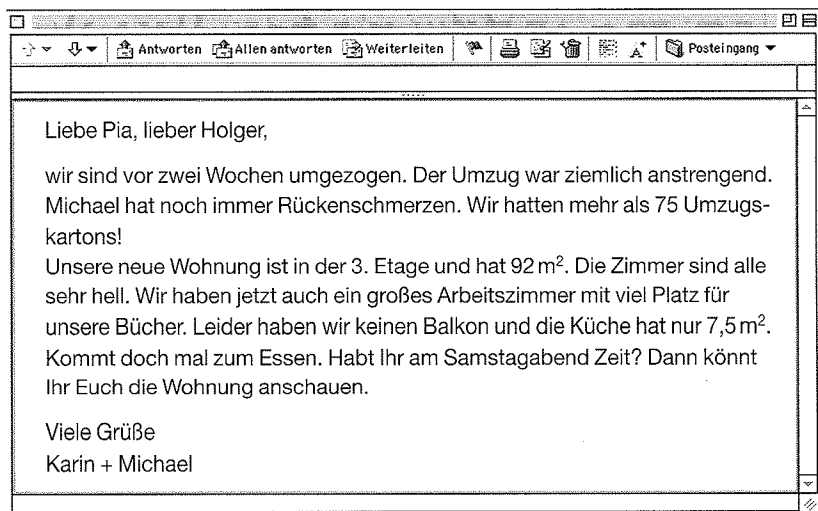 Antworten Allen antworten Weiterleiten Posteingang
Liebe Pia, lieber Holger,
wir sind vor zwei Wochen umgezogen. Der Umzug war ziemlich anstrengend.
Michael hat noch immer Rückenschmerzen. Wir hatten mehr als 75 Umzugs-
kartons!
Unsere neue Wohnung ist in der 3. Etage und hat 92 m². Die Zimmer sind alle
sehr hell. Wir haben jetzt auch ein großes Arbeitszimmer mit viel Platz für
unsere Bücher. Leider haben wir keinen Balkon und die Küche hat nur 7,5 m².
Kommt doch mal zum Essen. Habt Ihr am Samstagabend Zeit? Dann könnt
Ihr Euch die Wohnung anschauen.
Viele Grüße
Karin + Michael